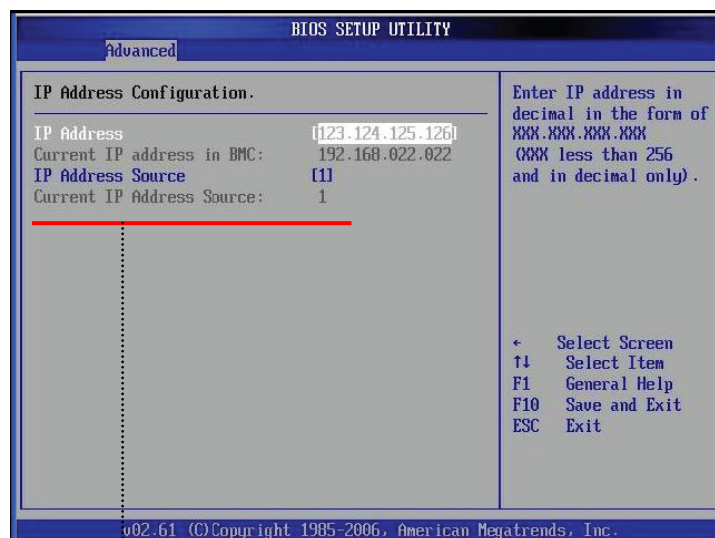 BIOS SETUP UTILITY
Advanced
IP Address Configuration.
IP Address [123.124.125.126]
Current IP address in BMC: 192.168.022.022
IP Address Source [1]
Current IP Address Source: 1
Enter IP address in
decimal in the form of
XXX.XXX.XXX.XXX
(XXX less than 256
and in decimal only).
← Select Screen
↑↓ Select Item
F1 General Help
F10 Save and Exit
ESC Exit
v02.61 (C)Copyright 1985-2006, American Megatrends, Inc.